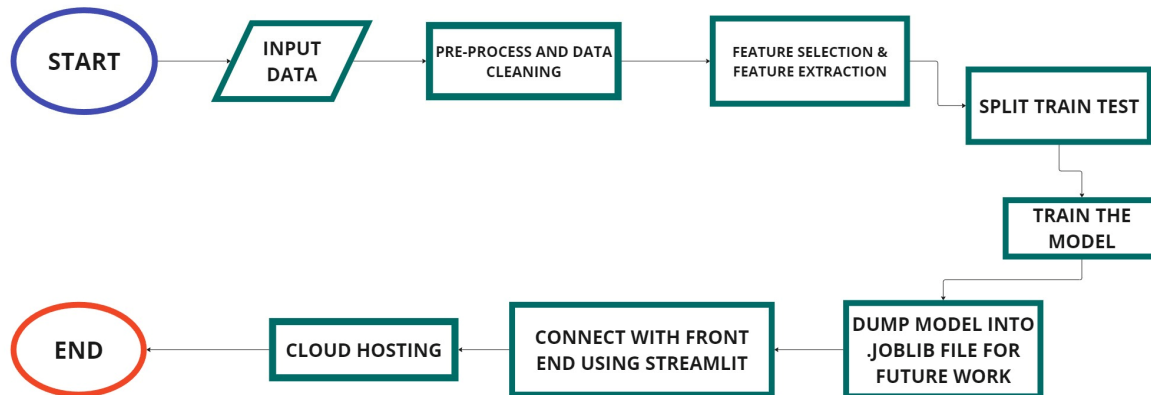 START
INPUT
DATA
PRE-PROCESS AND DATA
CLEANING
FEATURE SELECTION &
FEATURE EXTRACTION
SPLIT TRAIN TEST
TRAIN THE
MODEL
DUMP MODEL INTO
.JOBLIB FILE FOR
FUTURE WORK
CONNECT WITH FRONT
END USING STREAMLIT
CLOUD HOSTING
END